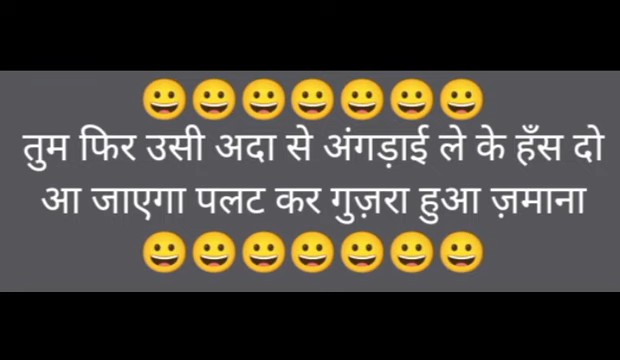 😀😀😀😀😀😀😀
तुम फिर उसी अदा से अंगड़ाई ले के हँस दो
आ जाएगा पलट कर गुज़रा हुआ ज़माना
😀😀😀😀😀😀😀